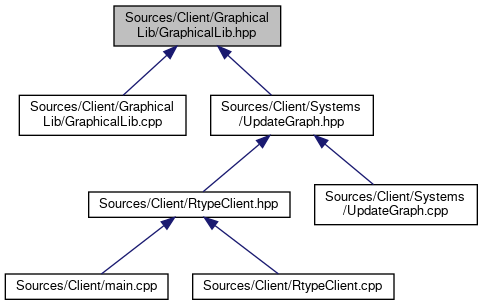 Sources/Client/Graphical
Lib/GraphicalLib.hpp
Sources/Client/Graphical
Lib/GraphicalLib.cpp
Sources/Client/Systems
/UpdateGraph.hpp
Sources/Client/RtypeClient.hpp
Sources/Client/Systems
/UpdateGraph.cpp
Sources/Client/main.cpp
Sources/Client/RtypeClient.cpp